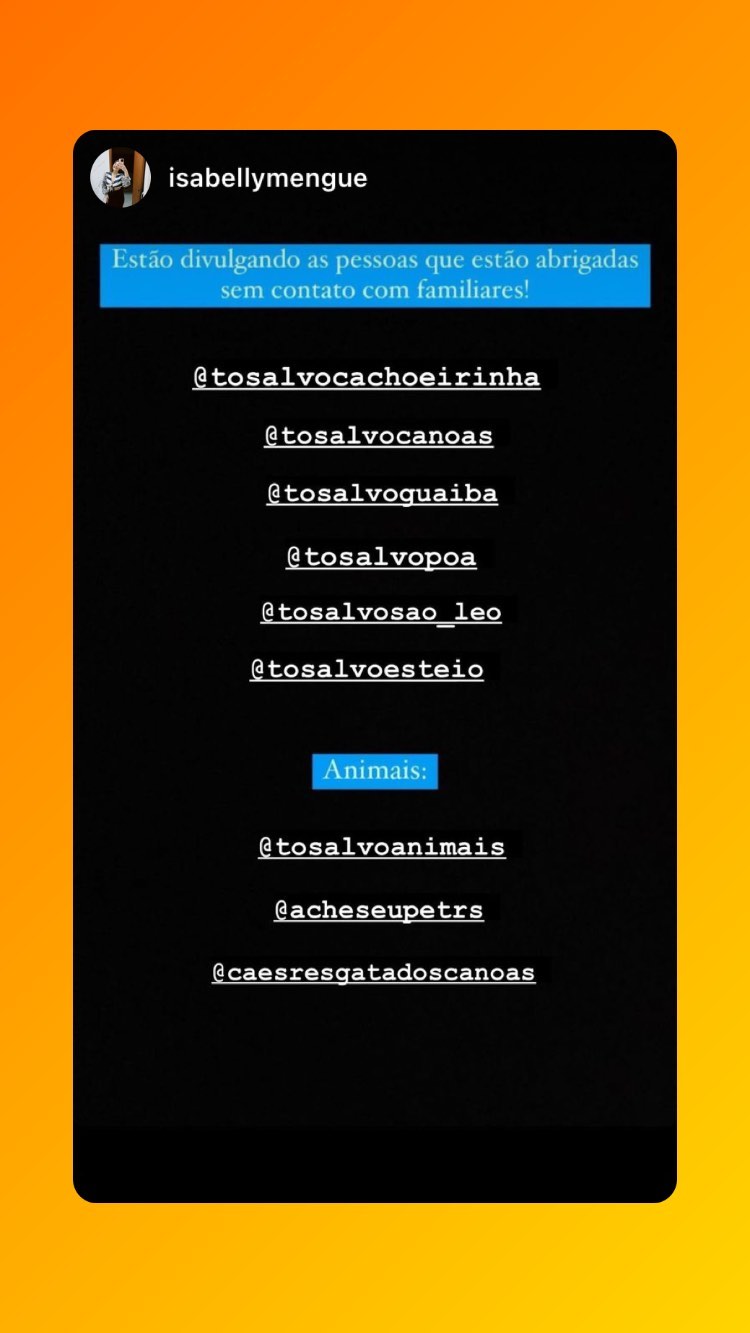 isabellymengue
Estão divulgando as pessoas que estão abrigadas
sem contato com familiares!
@tosalvocachoeirinha
@tosalvocanoas
@tosalvoguaiba
@tosalvopoa
@tosalvosao_leo
@tosalvoesteio
Animais:
@tosalvoanimais
@acheseupetrs
@caesresgatadoscanoas